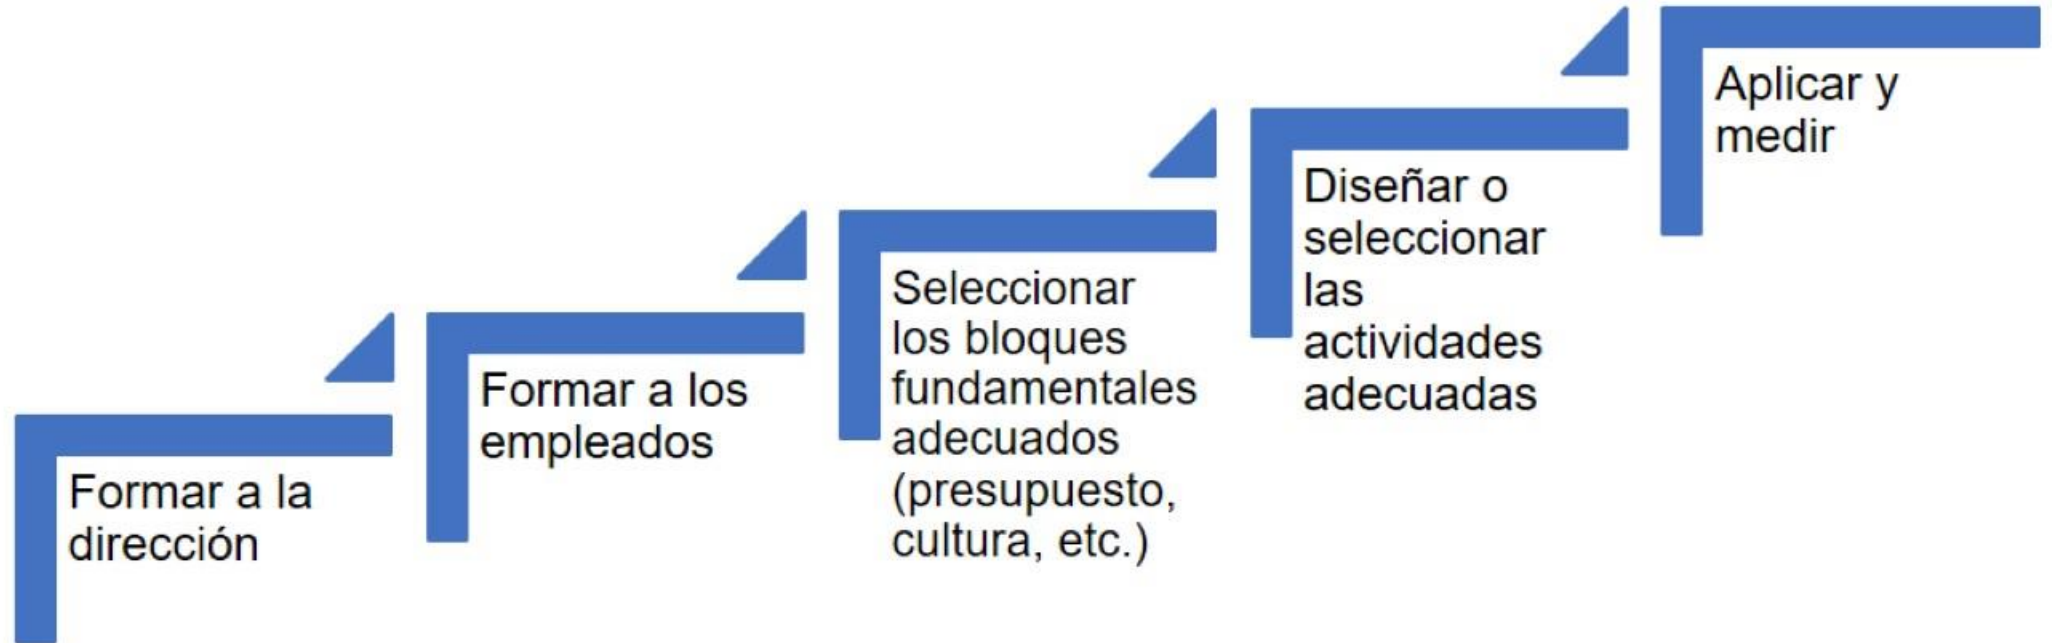 Formar a la
dirección
Formar a los
empleados
Seleccionar
los bloques
fundamentales
adecuados
(presupuesto,
cultura, etc.)
Diseñar o
seleccionar
las
actividades
adecuadas
Aplicar y
medir